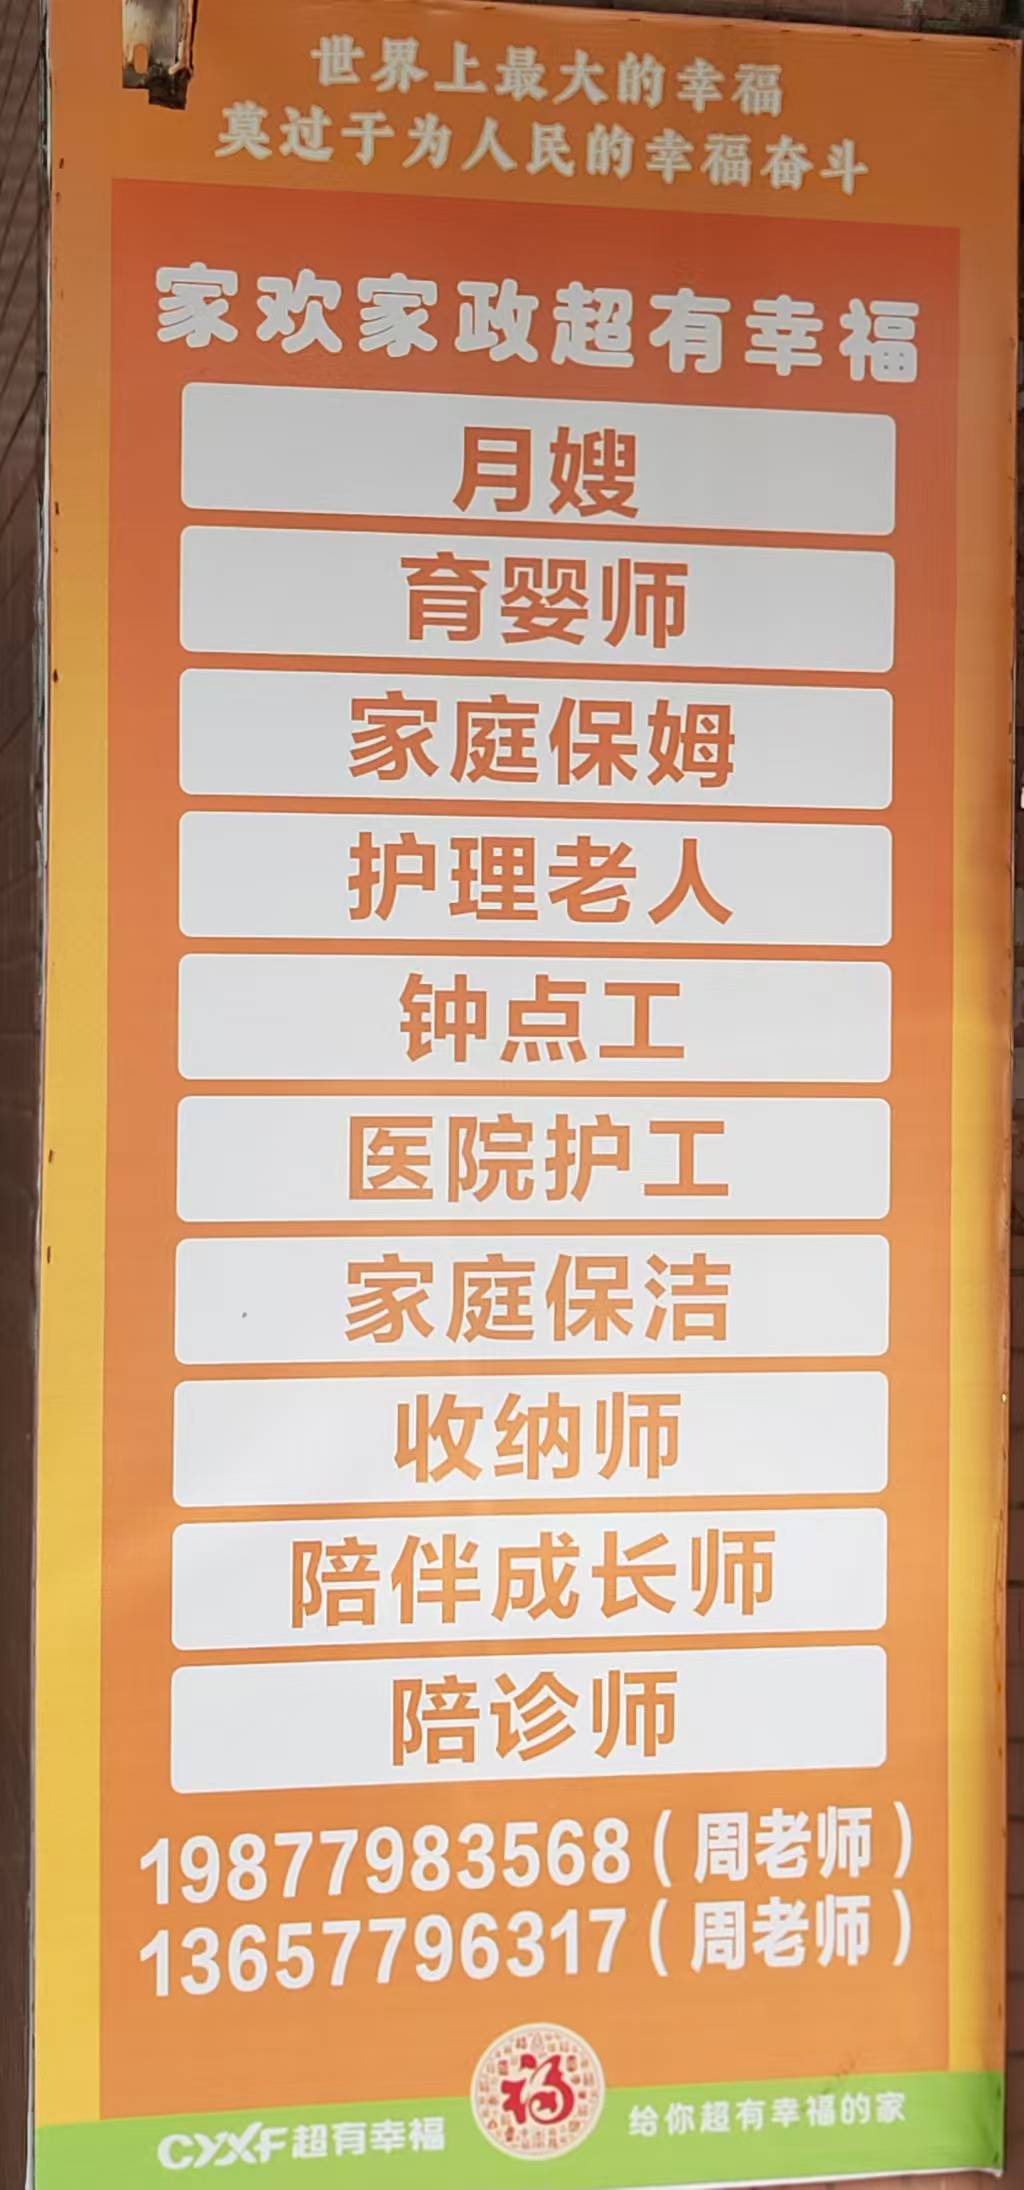 世界上最大的幸福
莫过于为人民的幸福奋斗
家欢家政超有幸福
月嫂
育婴师
家庭保姆
护理老人
钟点工
医院护工
家庭保洁
收纳师
陪伴成长师
陪诊师
19877983568（周老师）
13657796317（周老师）
福
CYXF超有幸福
给你超有幸福的家